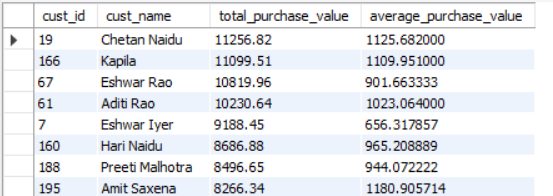 cust_id cust_name total_purchase_value average_purchase_value
19 Chetan Naidu 11256.82 1125.682000
166 Kapila 11099.51 1109.951000
67 Eshwar Rao 10819.96 901.663333
61 Aditi Rao 10230.64 1023.064000
7 Eshwar Iyer 9188.45 656.317857
160 Hari Naidu 8686.88 965.208889
188 Preeti Malhotra 8496.65 944.072222
195 Amit Saxena 8266.34 1180.905714